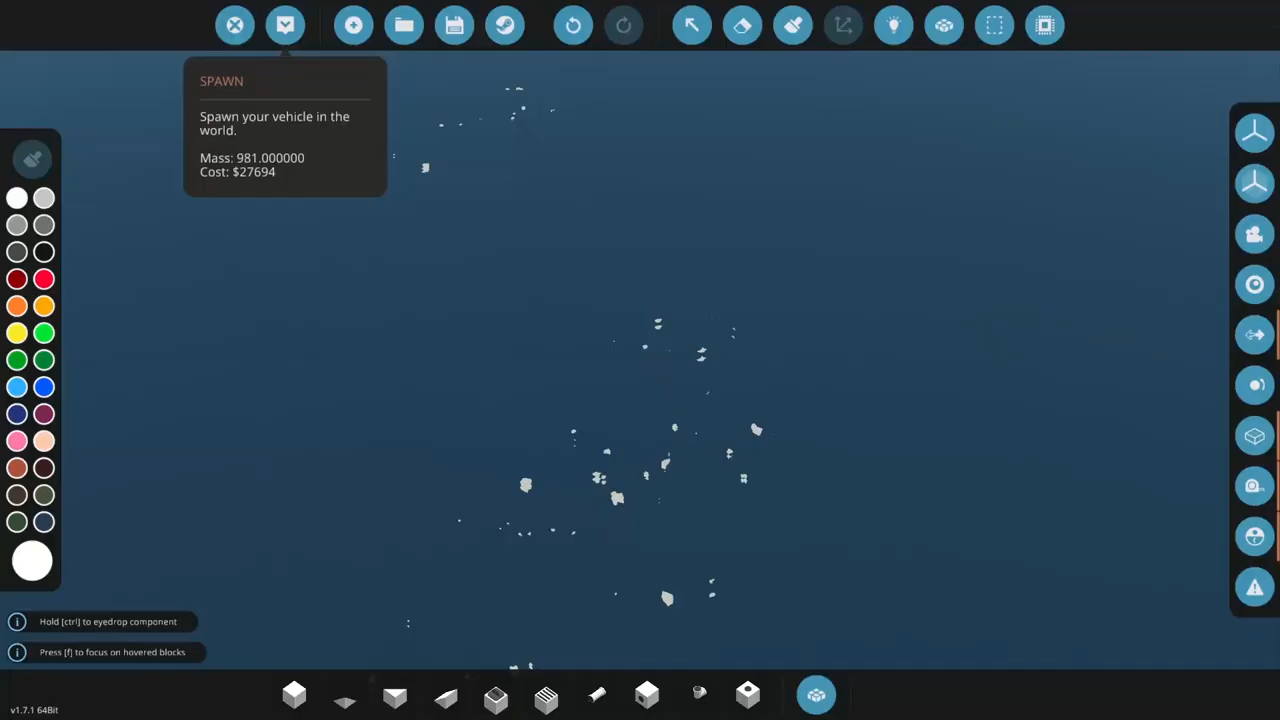 SPAWN
Spawn your vehicle in the
world.
Mass: 981.000000
Cost: $27694
Hold [ctrl] to eyedrop component
Press [f] to focus on hovered blocks
v1.7.1 64Bit